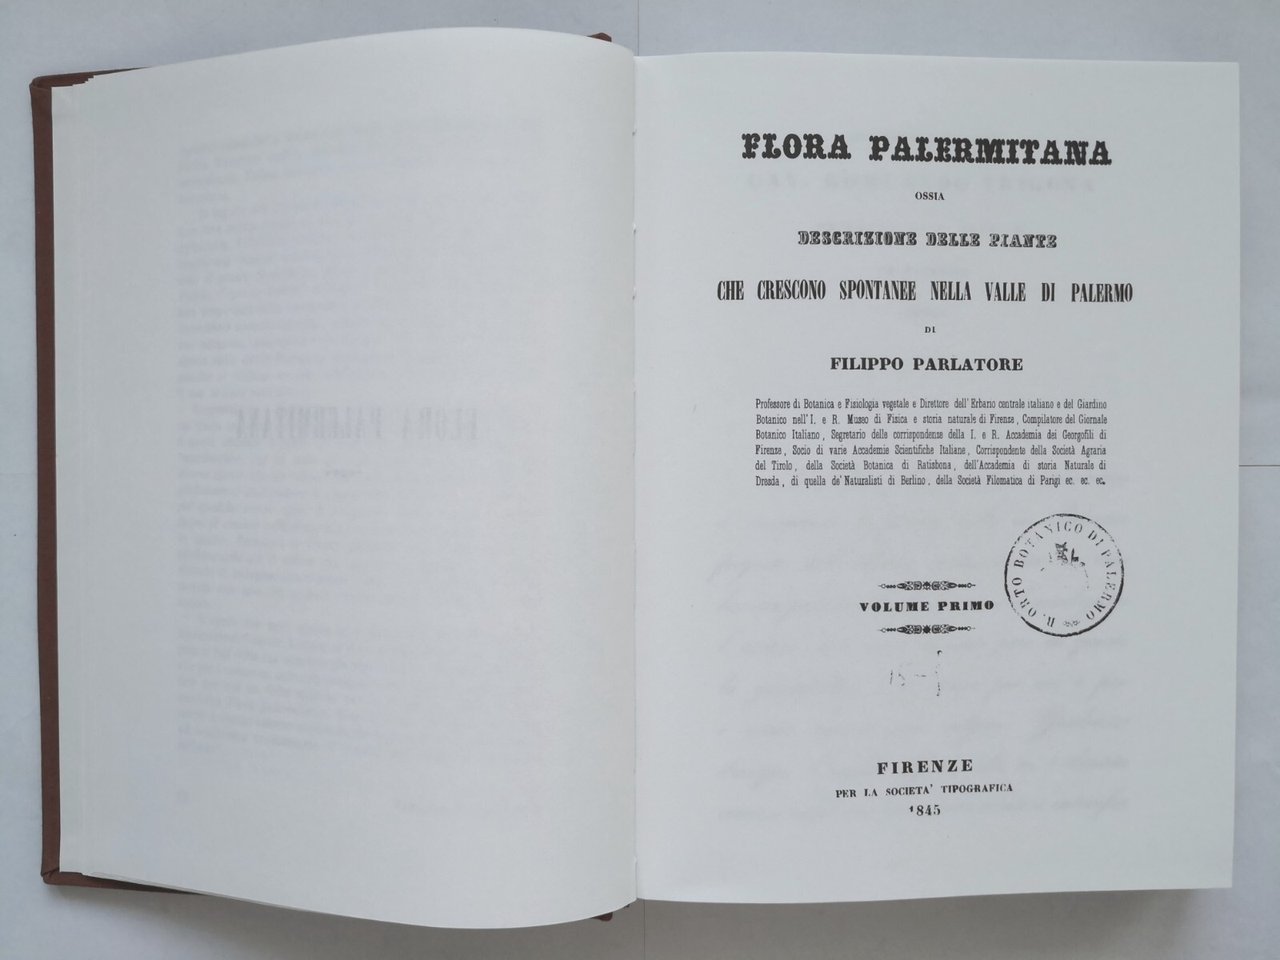 FLORA PALERMITANA
OSSIA
DESCRIZIONE DELLE PIANTE
CHE CRESCONO SPONTANEE NELLA VALLE DI PALERMO
DI
FILIPPO PARLATORE
Professore di Botanica e Fisiologia vegetale e Direttore dell'Erbario centrale italiano e del Giardino
Botanico nell'I. e R. Museo di Fisica e storia naturale di Firenze, Compilatore del Giornale
Botanico Italiano, Segretario delle corrispondense della I. e R. Accademia dei Georgofili di
Firenze, Socio di varie Accademie Scientifiche Italiane, Corrispondente della Società Agraria
del Tirolo, della Società Botanica di Ratisbona, dell'Accademia di storia Naturale di
Dresda, di quella de'Naturalisti di Berlino, della Società Filomatica di Parigi ec. ec. ec.
R. ORTO BOTANICO DI PALERMO
VOLUME PRIMO
FIRENZE
PER LA SOCIETA' TIPOGRAFICA
1845